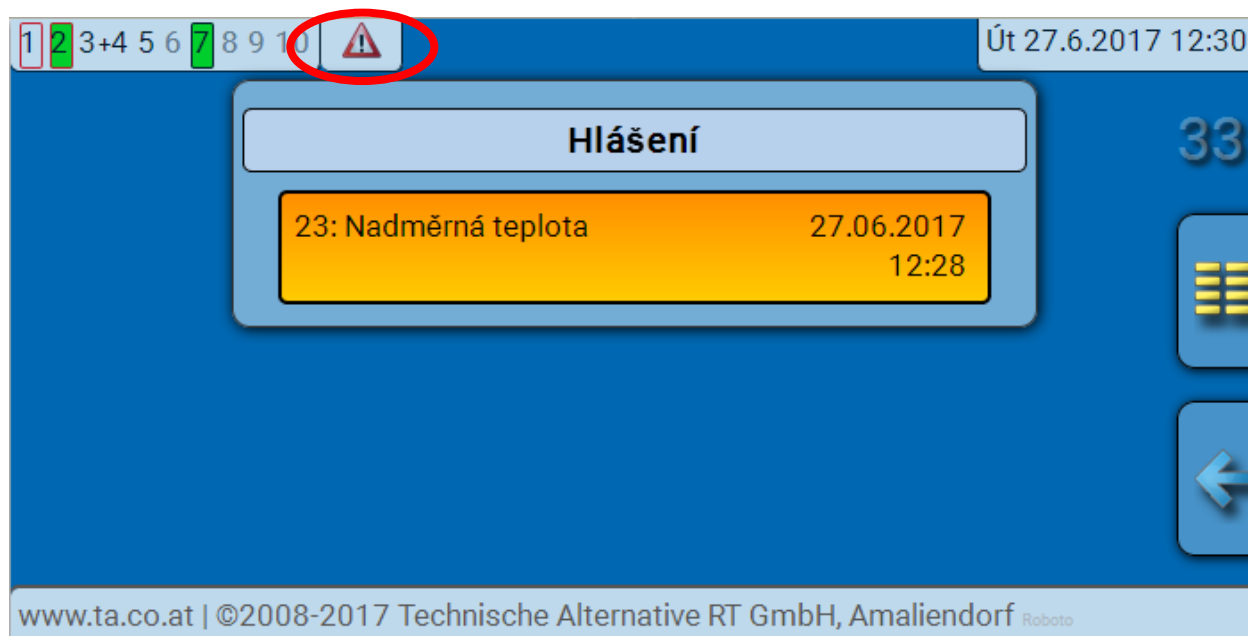 1 2 3+4 5 6 7 8 9 10
Út 27.6.2017 12:30
Hlášení
33
23: Nadměrná teplota 27.06.2017
12:28
www.ta.co.at | ©2008-2017 Technische Alternative RT GmbH, Amaliendorf Roboto